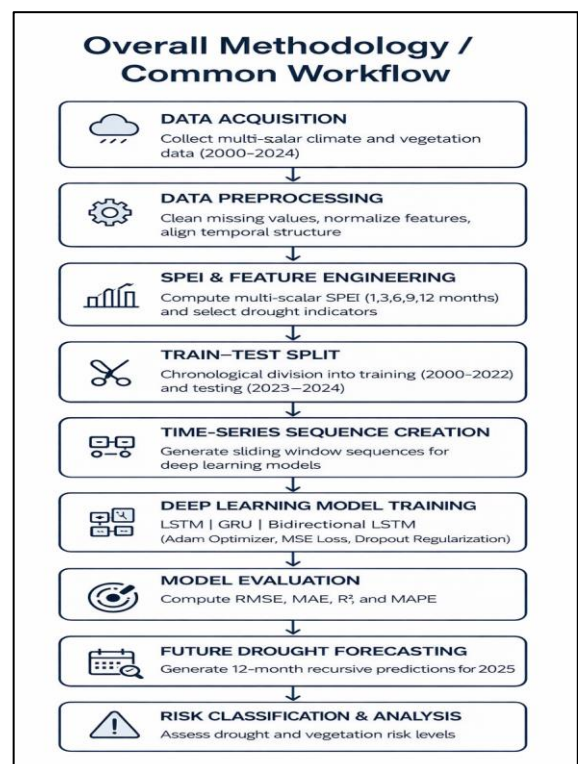 Overall Methodology /
Common Workflow
DATA ACQUISITION
Collect multi-scalar climate and vegetation
data (2000–2024)
DATA PREPROCESSING
Clean missing values, normalize features,
align temporal structure
SPEI & FEATURE ENGINEERING
Compute multi-scalar SPEI (1,3,6,9,12 months)
and select drought indicators
TRAIN–TEST SPLIT
Chronological division into training (2000–2022)
and testing (2023–2024)
TIME-SERIES SEQUENCE CREATION
Generate sliding window sequences for
deep learning models
DEEP LEARNING MODEL TRAINING
LSTM | GRU | Bidirectional LSTM
(Adam Optimizer, MSE Loss, Dropout Regularization)
MODEL EVALUATION
Compute RMSE, MAE, R², and MAPE
FUTURE DROUGHT FORECASTING
Generate 12-month recursive predictions for 2025
RISK CLASSIFICATION & ANALYSIS
Assess drought and vegetation risk levels